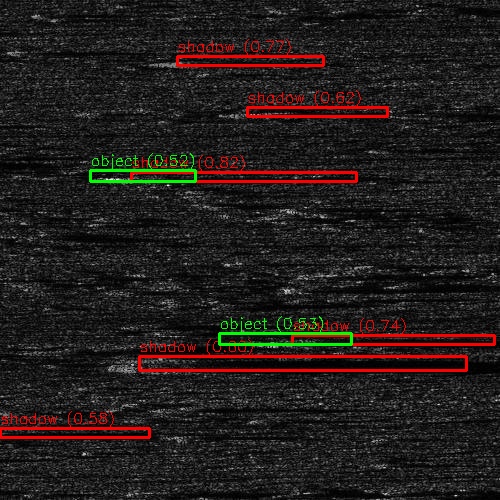 shadow (0.77)
shadow (0.62)
object (0.52)
(0.82)
object (0.53)
shadow (0.74)
shadow
shadow (0.58)